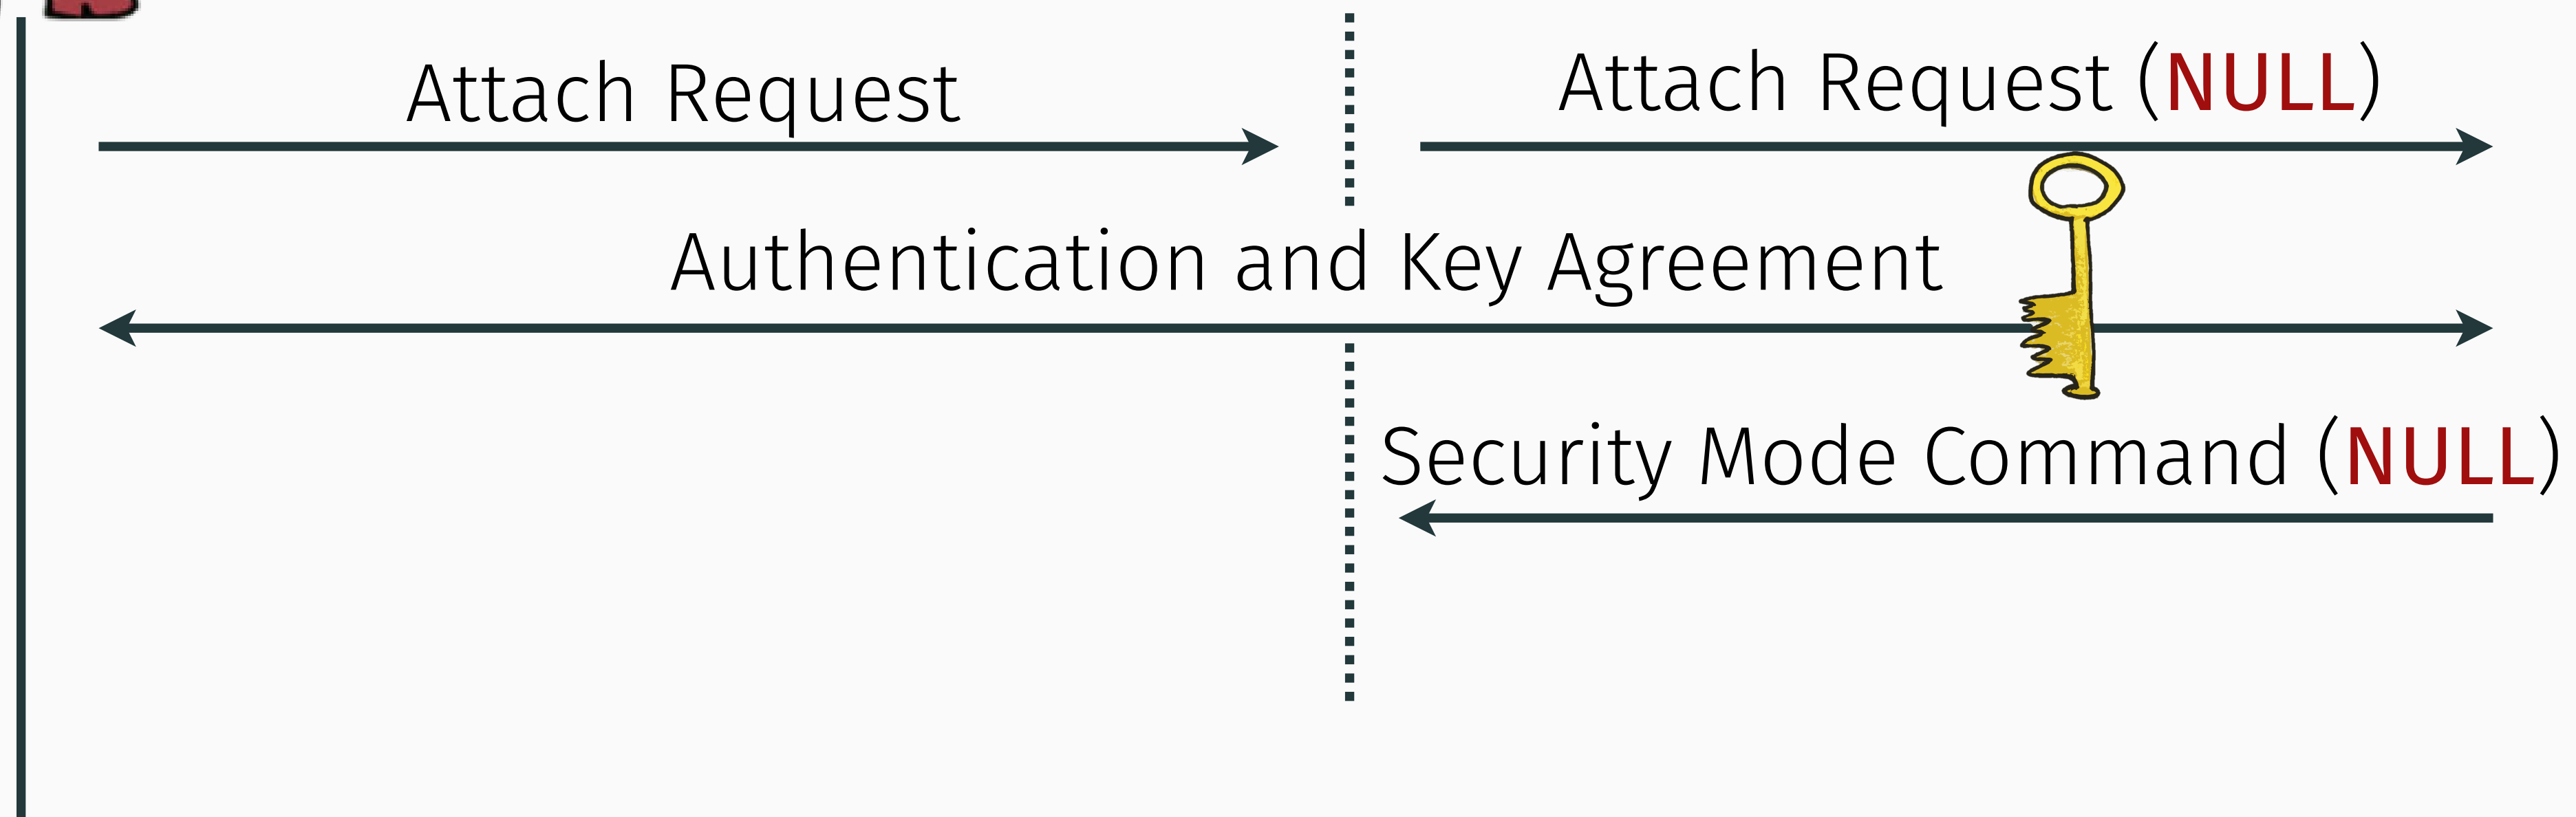 Attach Request
Attach Request (NULL)
Authentication and Key Agreement
Security Mode Command (NULL)